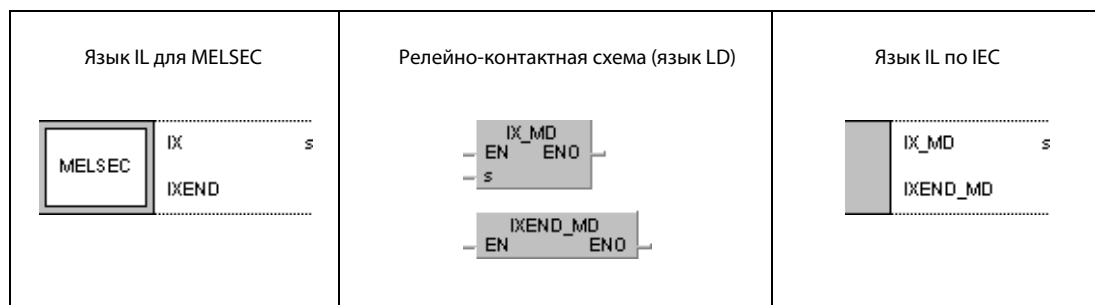 Язык IL для MELSEC
MELSEC
IX s
IXEND
Релейно-контактная схема (язык LD)
IX_MD
EN ENO
s
IXEND_MD
EN ENO
Язык IL по IEC
IX_MD s
IXEND_MD